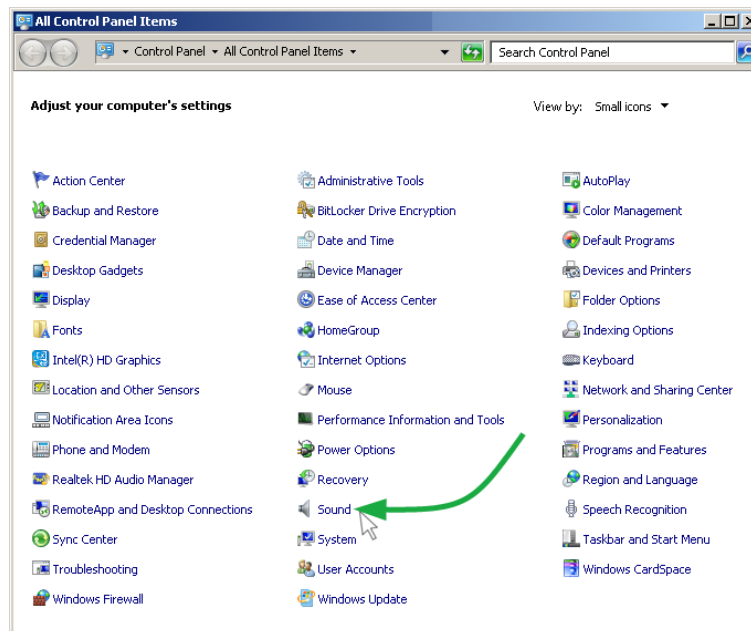 All Control Panel Items
Control Panel All Control Panel Items Search Control Panel
Adjust your computer's settings View by: Small icons
Action Center Administrative Tools AutoPlay
Backup and Restore BitLocker Drive Encryption Color Management
Credential Manager Date and Time Default Programs
Desktop Gadgets Device Manager Devices and Printers
Display Ease of Access Center Folder Options
Fonts HomeGroup Indexing Options
Intel(R) HD Graphics Internet Options Keyboard
Location and Other Sensors Mouse Network and Sharing Center
Notification Area Icons Performance Information and Tools Personalization
Phone and Modem Power Options Programs and Features
Realtek HD Audio Manager Recovery Region and Language
RemoteApp and Desktop Connections Sound Speech Recognition
Sync Center System Taskbar and Start Menu
Troubleshooting User Accounts Windows CardSpace
Windows Firewall Windows Update